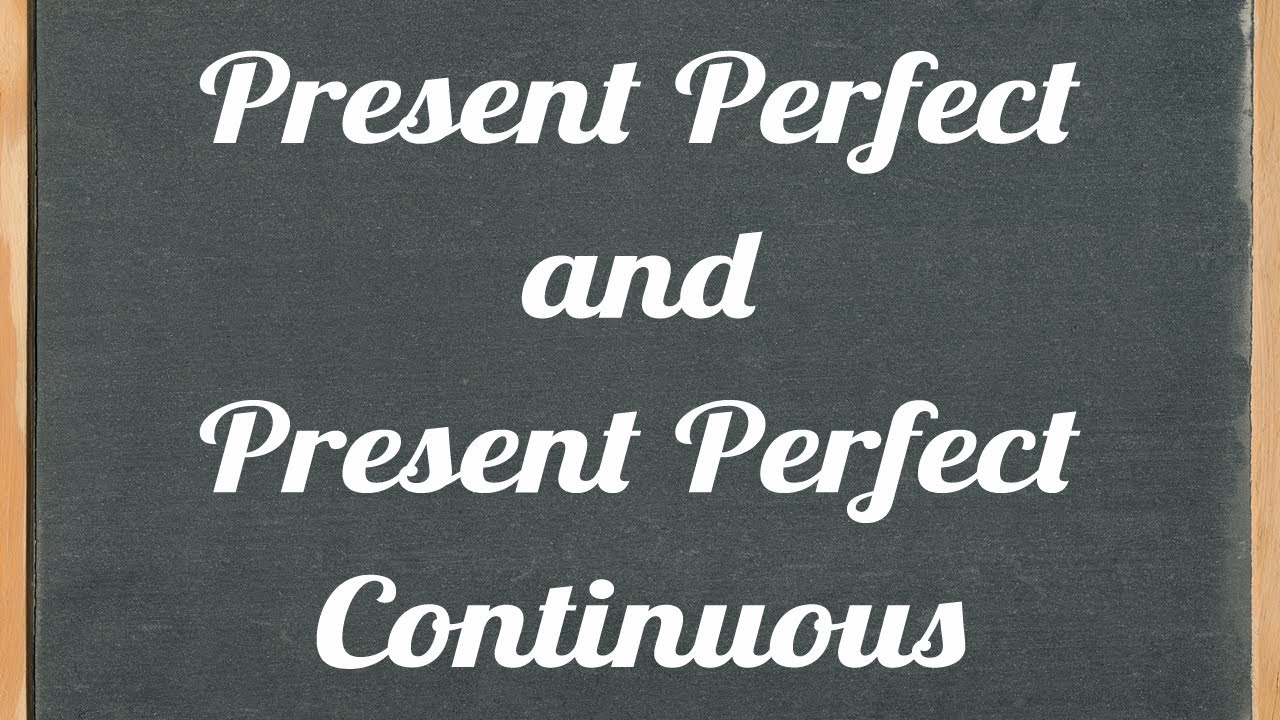 Present Perfect
and
Present Perfect
Continuous